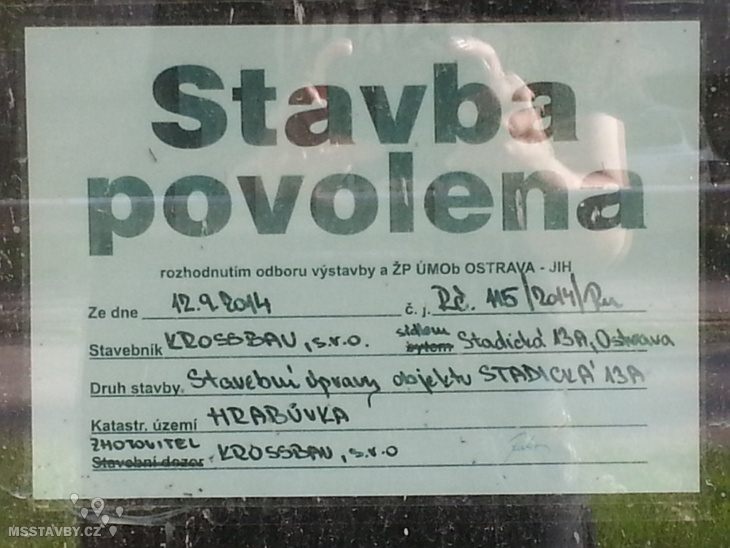 Stavba
povolena
rozhodnutím odboru výstavby a ŽP ÚMOb OSTRAVA - JIH
Ze dne 12.9.2014 č. j. Rč. 115/2014/Pu
Stavebník KROSSBAU, s.r.o. sídlem bytem Stadická 13A, Ostrava
Druh stavby Stavební úpravy objektu STADICKÁ 13A
Katastr. území HRABŮVKA
ZHOTOVITEL
Stavební dozor KROSSBAU, s.r.o
MSSTAVBY.CZ